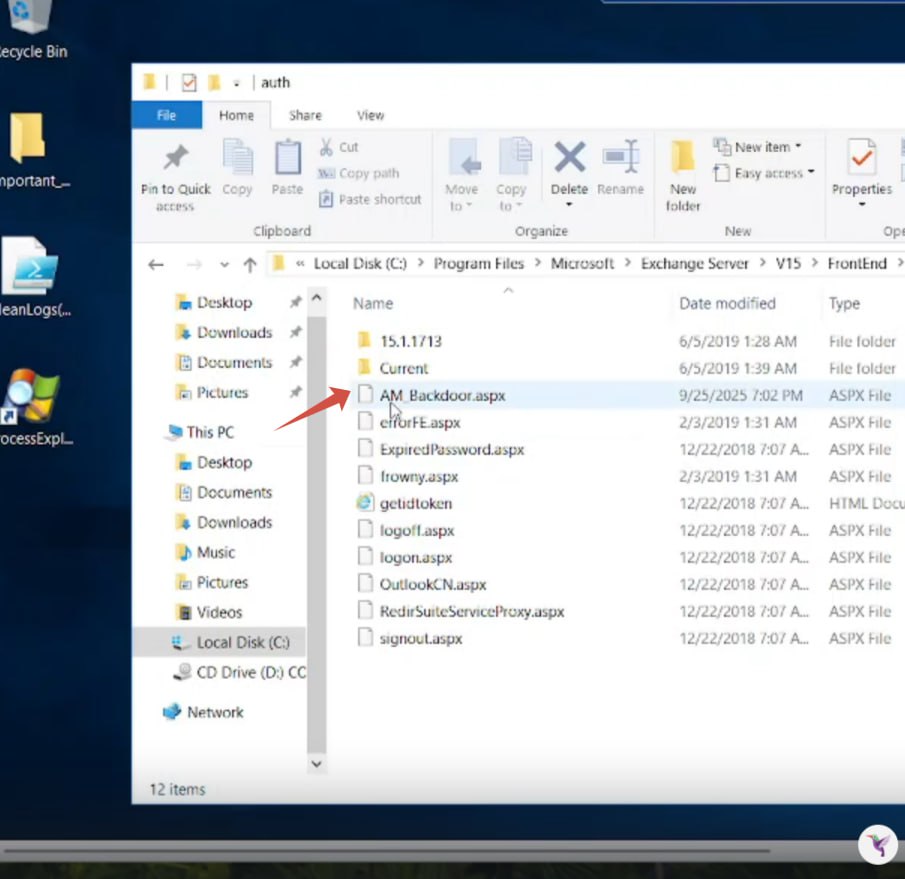 Recycle Bin
mportant_...
leanLogs(...
rocessExpl...
auth
File Home Share View
Pin to Quick access
Copy
Paste
Cut
Copy path
Paste shortcut
Clipboard
Move to
Copy to
Delete
Rename
Organize
New folder
New item
Easy access
New
Properties
Ope
« Local Disk (C:) > Program Files > Microsoft > Exchange Server > V15 > FrontEnd >
Desktop
Downloads
Documents
Pictures
This PC
Desktop
Documents
Downloads
Music
Pictures
Videos
Local Disk (C:)
CD Drive (D:) CC
Network
Name Date modified Type
15.1.1713 6/5/2019 1:28 AM File folder
Current 6/5/2019 1:39 AM File folder
AM_Backdoor.aspx 9/25/2025 7:02 PM ASPX File
errorFE.aspx 2/3/2019 1:31 AM ASPX File
ExpiredPassword.aspx 12/22/2018 7:07 A... ASPX File
frowny.aspx 2/3/2019 1:31 AM ASPX File
getidtoken 12/22/2018 7:07 A... HTML Docu
logoff.aspx 12/22/2018 7:07 A... ASPX File
logon.aspx 12/22/2018 7:07 A... ASPX File
OutlookCN.aspx 12/22/2018 7:07 A... ASPX File
RedirSuiteServiceProxy.aspx 12/22/2018 7:07 A... ASPX File
signout.aspx 12/22/2018 7:07 A... ASPX File
12 items